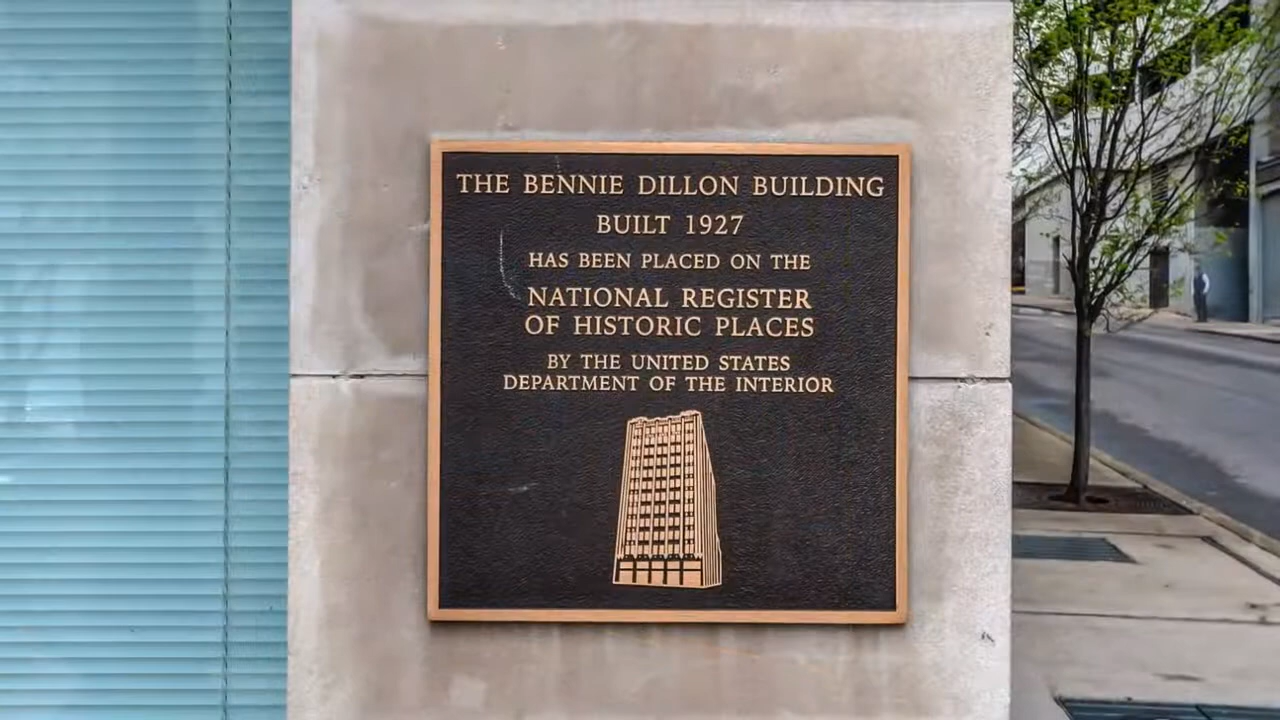 THE BENNIE DILLON BUILDING
BUILT 1927
HAS BEEN PLACED ON THE
NATIONAL REGISTER
OF HISTORIC PLACES
BY THE UNITED STATES
DEPARTMENT OF THE INTERIOR